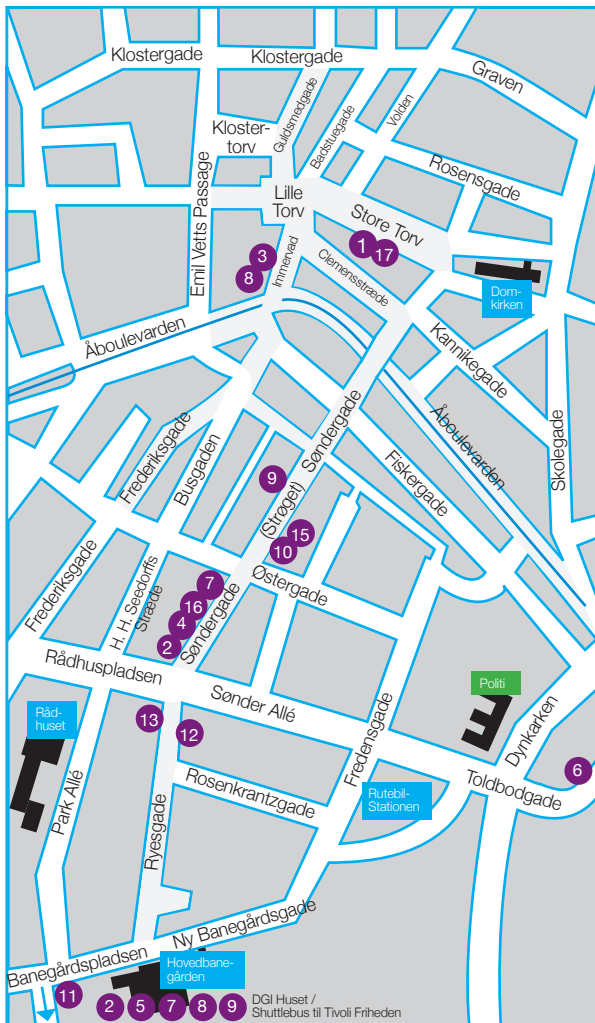 Klostergade
Klostergade
Graven
Guldsmedgade
Badstuegade
Volden
Kloster-
torv
Rosensgade
Emil Vetts Passage
Lille
Torv
Store Torv
1
17
3
8
Immervad
Clemensstræde
Dom-
kirken
Åboulevarden
Kannikegade
Åboulevarden
Skolegade
Frederiksgade
Busgaden
Søndergade
(Strøget)
9
Fiskergade
15
10
Frederiksgade
H. H. Seedorffs
Stræde
7
16
4
2
Søndergade
Østergade
Rådhuspladsen
Sønder Allé
Fredensgade
Politi
Dynkarken
Råd-
huset
13
12
6
Toldbodgade
Park Allé
Ryesgade
Rosenkrantzgade
Rutebil-
Stationen
Ny Banegårdsgade
Banegårdspladsen
Hovedbane-
gården
11
2
5
7
8
9
DGI Huset /
Shuttlebus til Tivoli Friheden